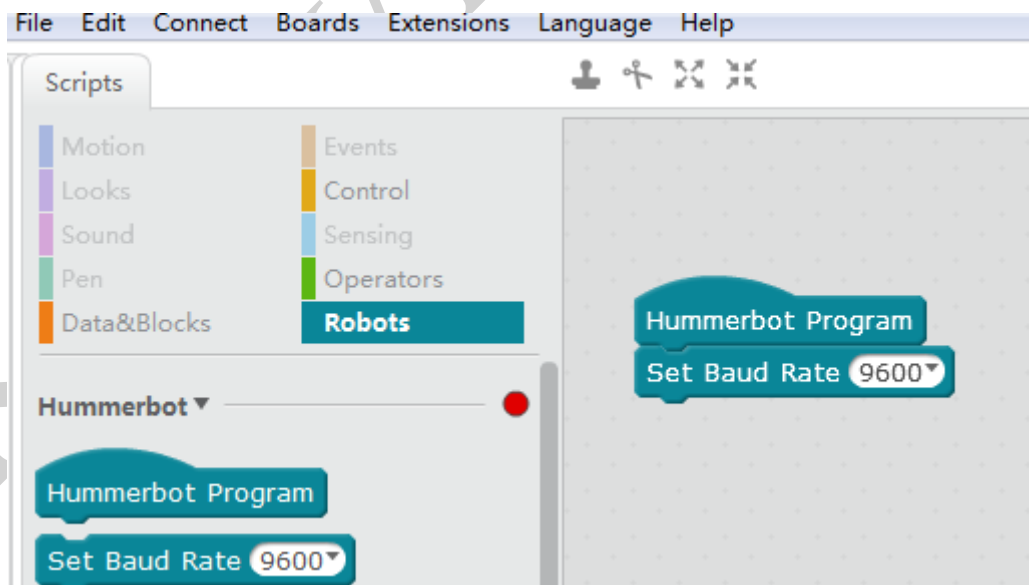 File Edit Connect Boards Extensions Language Help
Scripts
Motion Events
Looks Control
Sound Sensing
Pen Operators
Data&Blocks Robots
Hummerbot
Hummerbot Program
Set Baud Rate 9600
Hummerbot Program
Set Baud Rate 9600